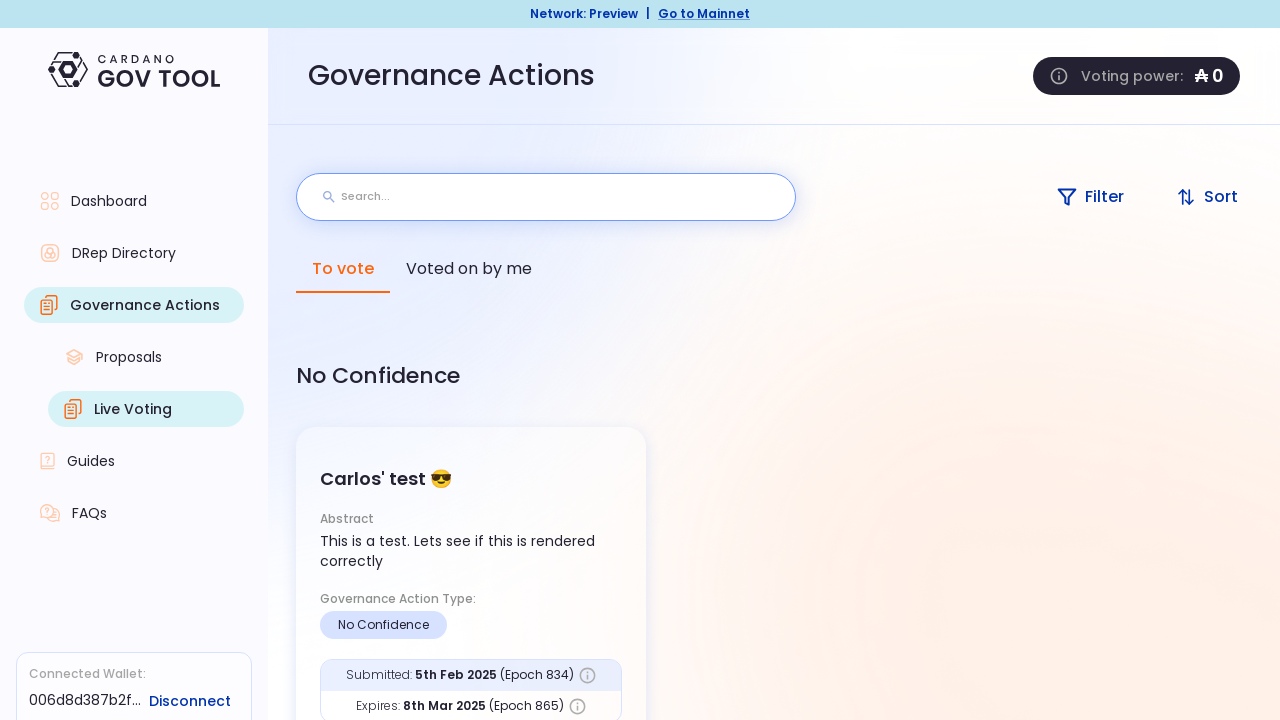 Network: Preview | Go to Mainnet
CARDANO
GOV TOOL
Governance Actions
Voting power: ₳ 0
Dashboard
DRep Directory
Governance Actions
Proposals
Live Voting
Guides
FAQs
Connected Wallet:
006d8d387b2f... Disconnect
Search...
Filter
Sort
To vote
Voted on by me
No Confidence
Carlos' test 😎
Abstract
This is a test. Lets see if this is rendered
correctly
Governance Action Type:
No Confidence
Submitted: 5th Feb 2025 (Epoch 834)
Expires: 8th Mar 2025 (Epoch 865)